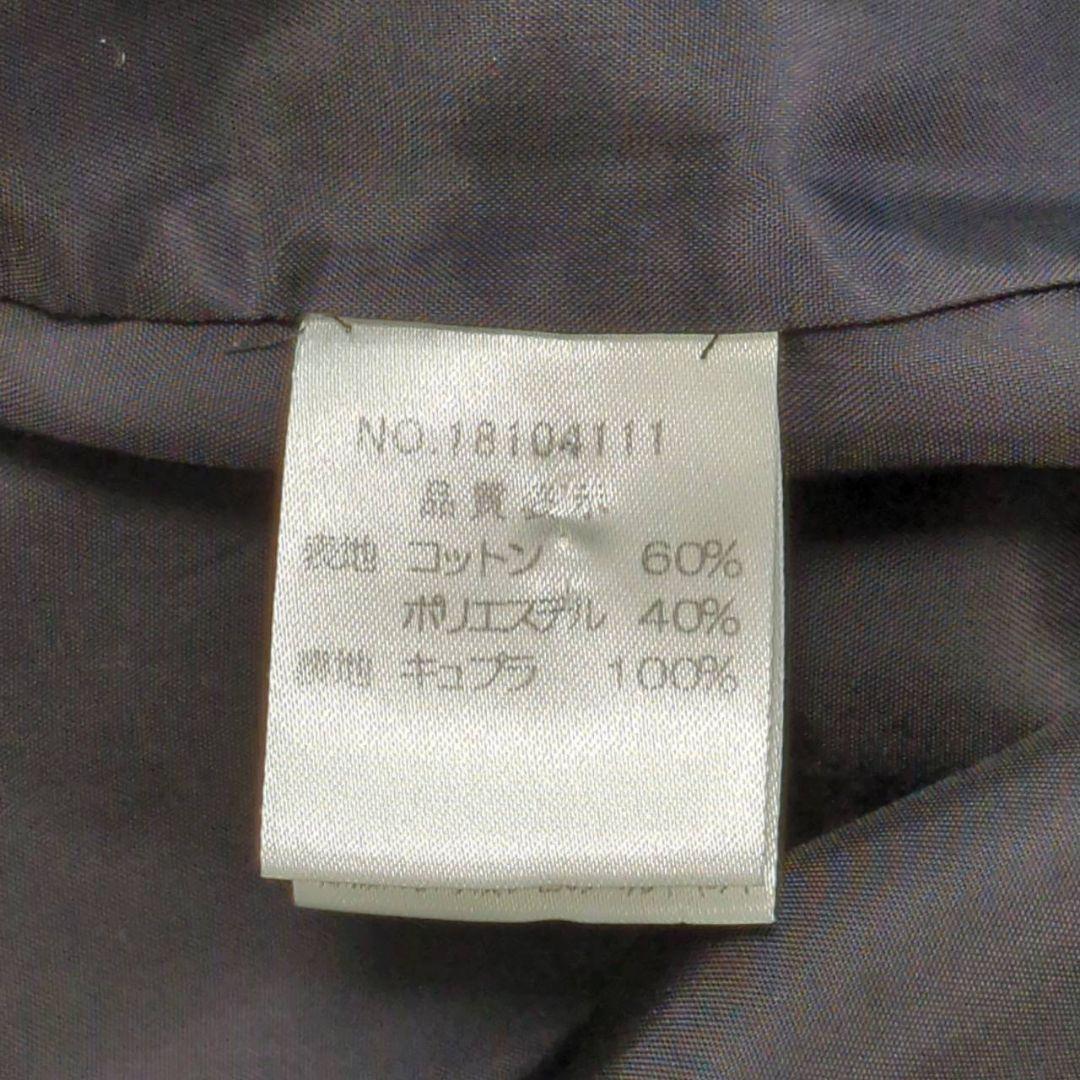 NO.18104111
品質表示
表地 コットン 60%
ポリエステル 40%
裏地 キュプラ 100%